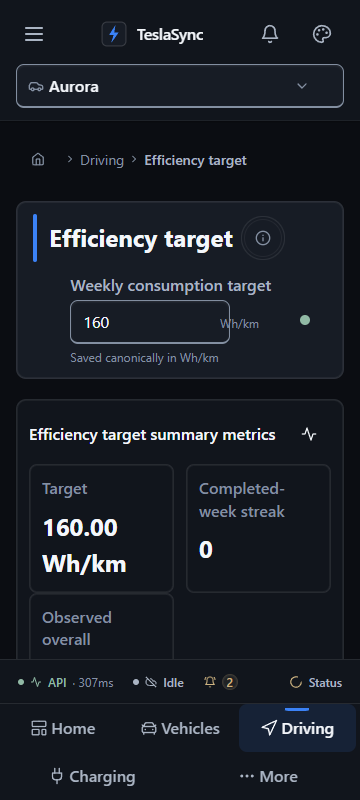 TeslaSync
Aurora
Driving > Efficiency target
Efficiency target
Weekly consumption target
160 Wh/km
Saved canonically in Wh/km
Efficiency target summary metrics
Target
160.00
Wh/km
Completed-
week streak
0
Observed
overall
API · 307ms Idle 2 Status
Home Vehicles Driving
Charging More